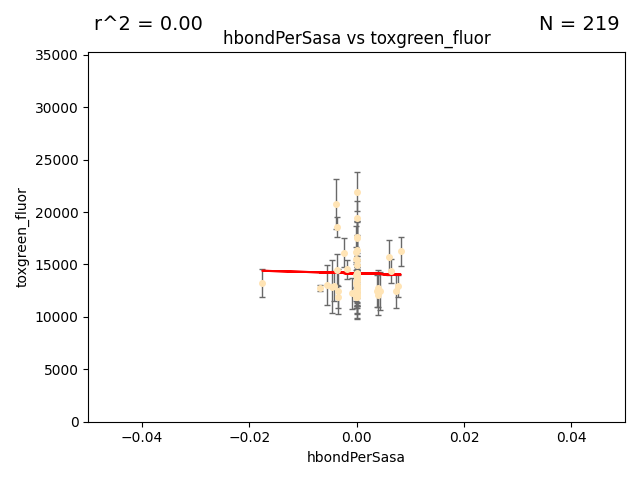 r^2 = 0.00
N = 219
hbondPerSasa vs toxgreen_fluor
35000
30000
25000
20000
15000
10000
5000
0
toxgreen_fluor
−0.04
−0.02
0.00
0.02
0.04
hbondPerSasa